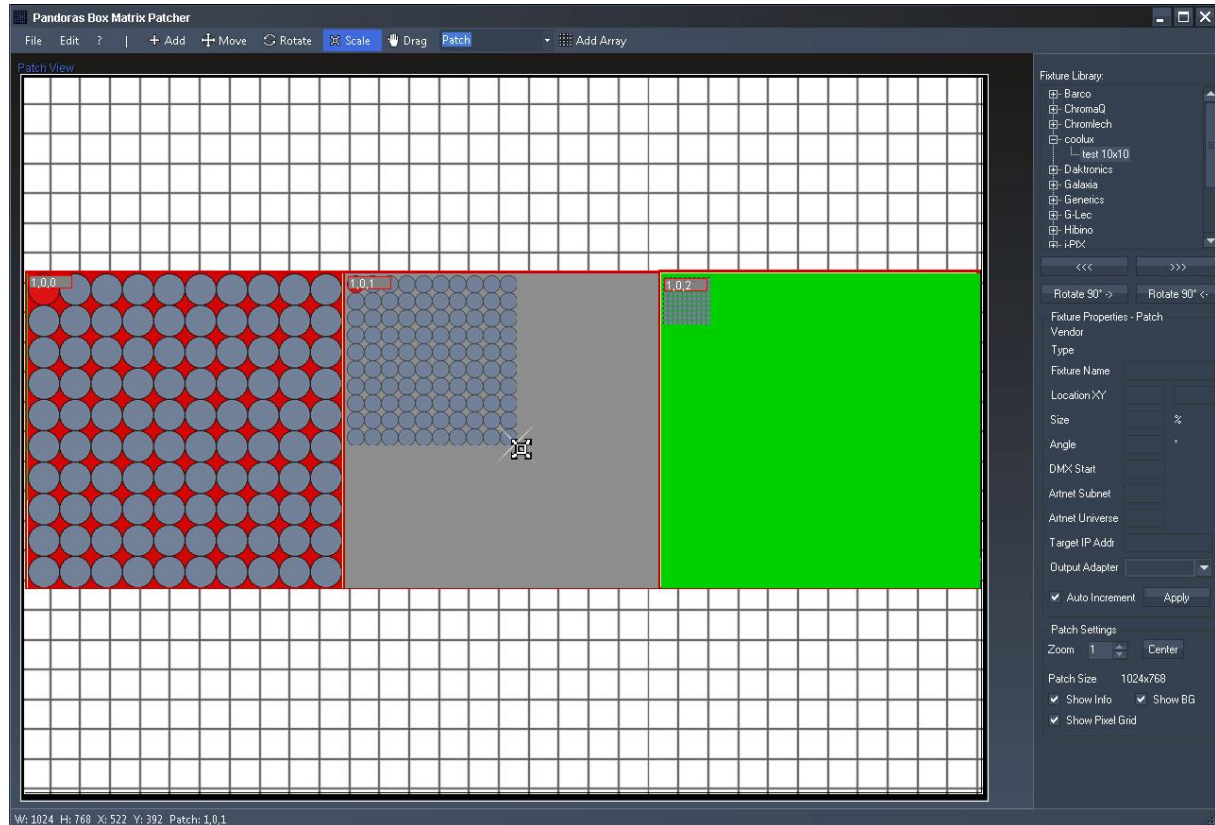 Pandoras Box Matrix Patcher
File Edit ? | + Add Move Rotate Scale Drag Patch Add Array
Patch View
1,0,0
1,0,1
1,0,2
Fixture Library:
Barco
ChromaQ
Chromlech
coolux
test 10x10
Daktronics
Galaxia
Generics
G-Lec
Hibino
i-PIX
<<< >>>
Rotate 90° -> Rotate 90° <-
Fixture Properties - Patch
Vendor
Type
Fixture Name
Location XY
Size %
Angle °
DMX Start
Artnet Subnet
Artnet Universe
Target IP Addr
Output Adapter
Auto Increment Apply
Patch Settings
Zoom 1 Center
Patch Size 1024x768
Show Info Show BG
Show Pixel Grid
W: 1024 H: 768 X: 522 Y: 392 Patch: 1,0,1